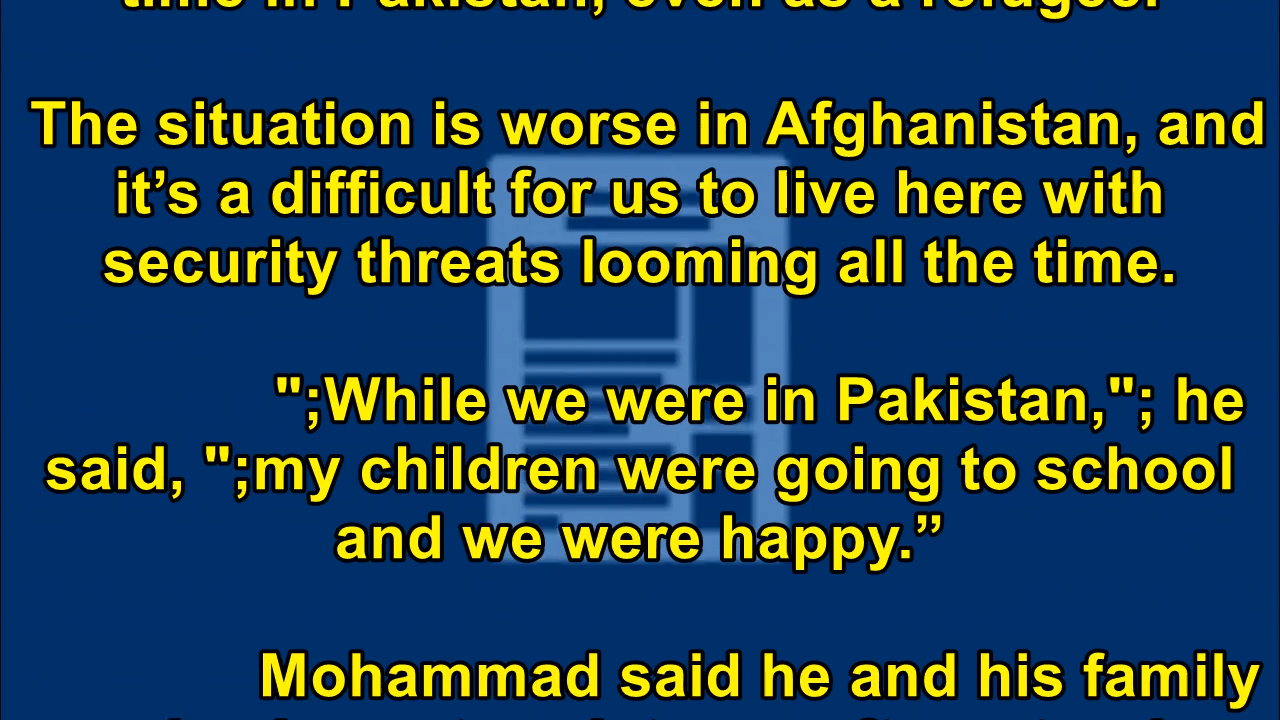 time in Pakistan, even as a refugee.
The situation is worse in Afghanistan, and
it’s a difficult for us to live here with
security threats looming all the time.
";While we were in Pakistan,"; he
said, ";my children were going to school
and we were happy.”
Mohammad said he and his family